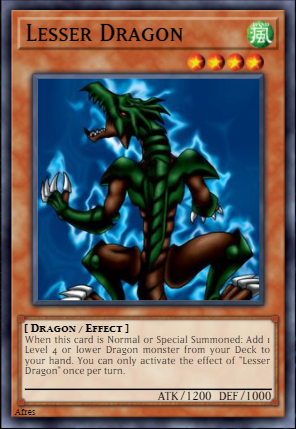 LESSER DRAGON
WIND
風
[ DRAGON / EFFECT ]
When this card is Normal or Special Summoned: Add 1
Level 4 or lower Dragon monster from your Deck to
your hand. You can only activate the effect of "Lesser
Dragon" once per turn.
ATK/1200 DEF/1000
Afres